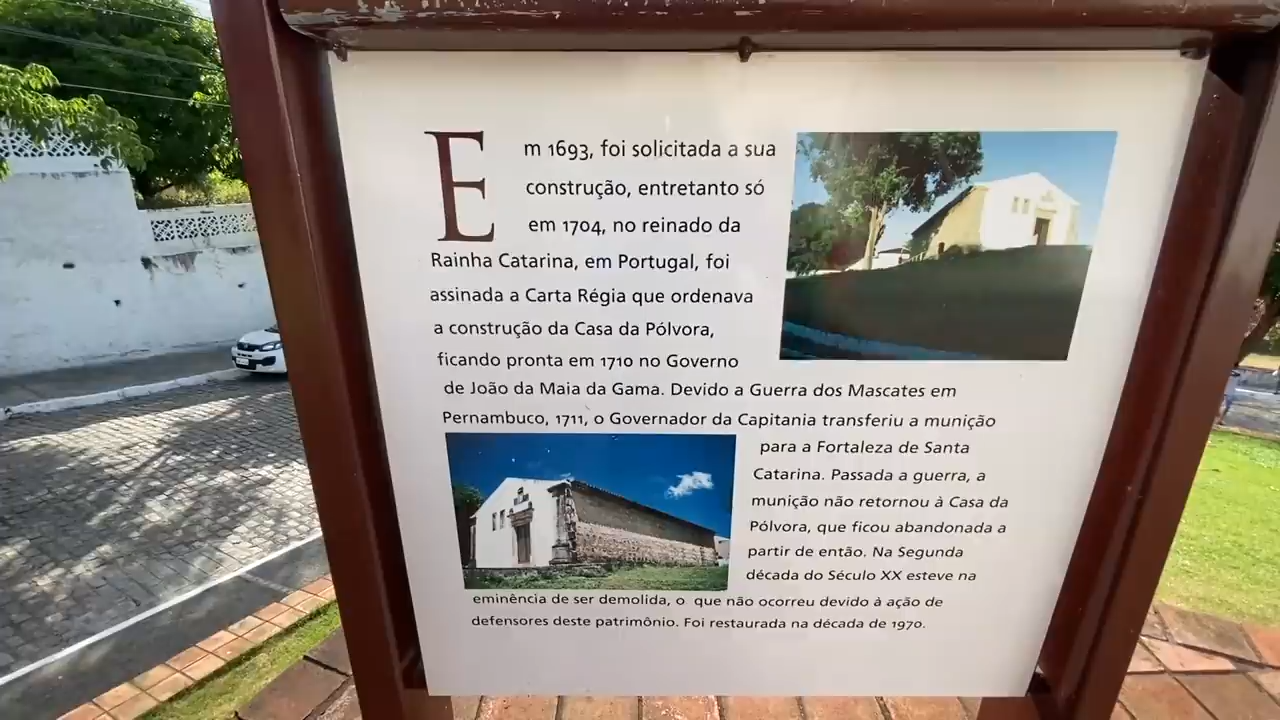 Em 1693, foi solicitada a sua
construção, entretanto só
em 1704, no reinado da
Rainha Catarina, em Portugal, foi
assinada a Carta Régia que ordenava
a construção da Casa da Pólvora,
ficando pronta em 1710 no Governo
de João da Maia da Gama. Devido a Guerra dos Mascates em
Pernambuco, 1711, o Governador da Capitania transferiu a munição
para a Fortaleza de Santa
Catarina. Passada a guerra, a
munição não retornou à Casa da
Pólvora, que ficou abandonada a
partir de então. Na Segunda
década do Século XX esteve na
eminência de ser demolida, o que não ocorreu devido à ação de
defensores deste patrimônio. Foi restaurada na década de 1970.